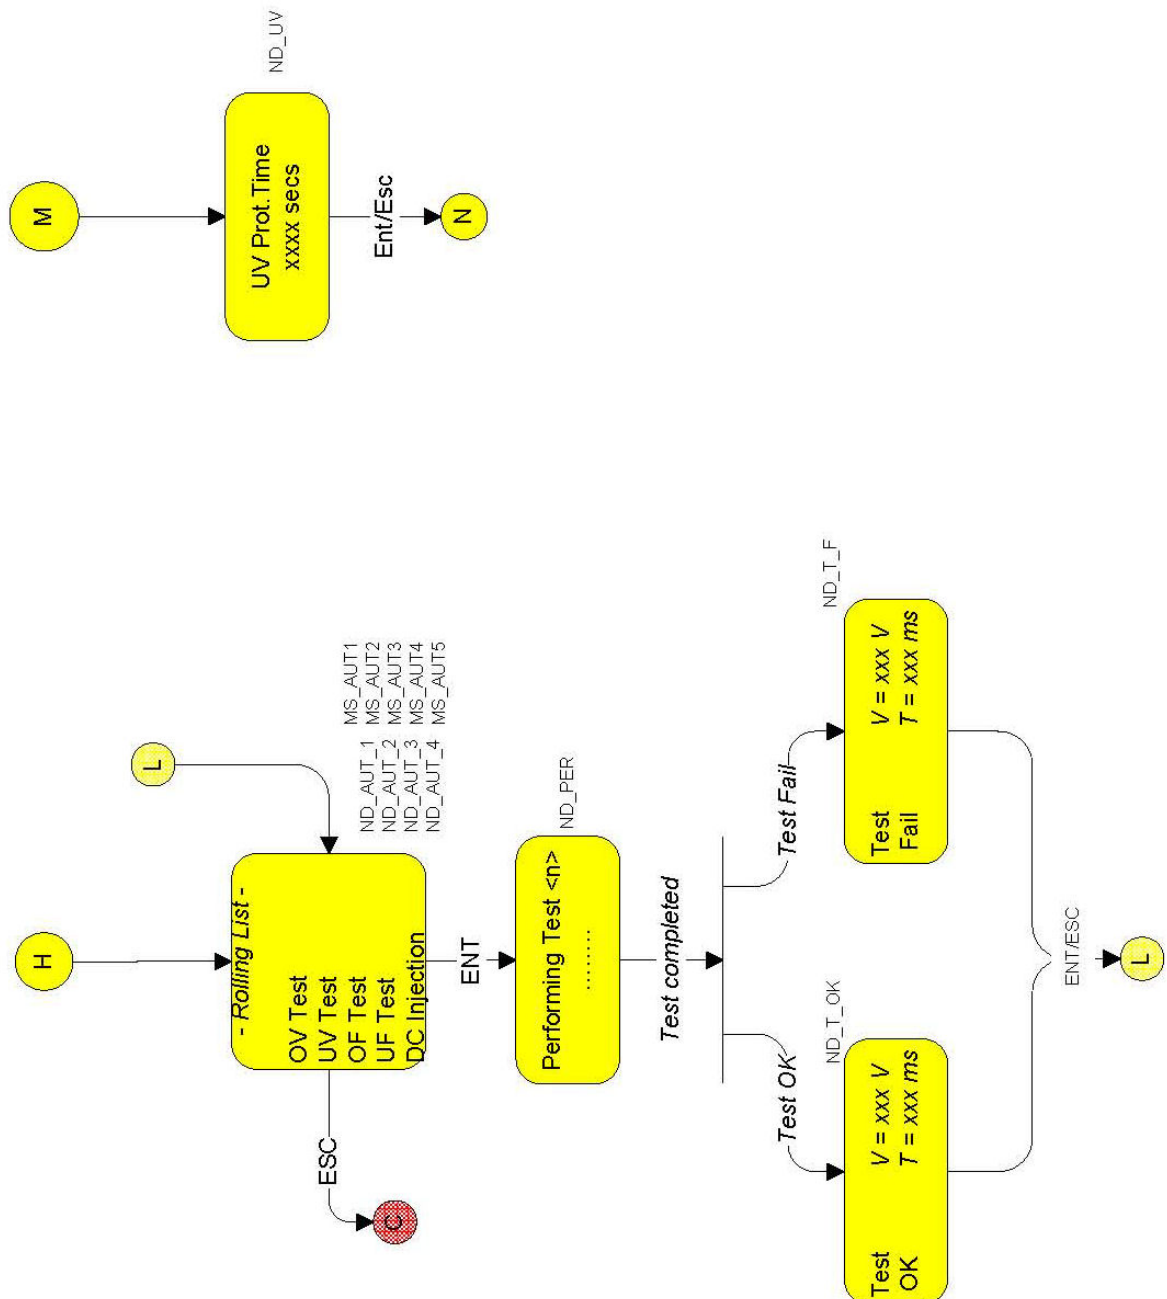 H
L
- Rolling List -
OV Test
UV Test
OF Test
UF Test
DC Injection
ND_AUT_1 MS_AUT1
ND_AUT_2 MS_AUT2
ND_AUT_3 MS_AUT3
ND_AUT_4 MS_AUT4
MS_AUT5
ESC
C
ENT
Performing Test <n>
........
ND_PER
Test completed
Test OK
Test Fail
ND_T_OK
Test V = xxx V
OK T = xxx ms
ND_T_F
Test V = xxx V
Fail T = xxx ms
ENT/ESC
L
M
ND_UV
UV Prot.Time
xxxx secs
Ent/Esc
N